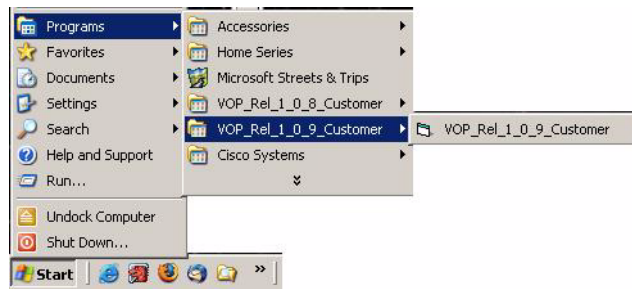 Programs
Favorites
Documents
Settings
Search
Help and Support
Run...
Undock Computer
Shut Down...
Start
»
Accessories
Home Series
Microsoft Streets & Trips
VOP_Rel_1_0_8_Customer
VOP_Rel_1_0_9_Customer
Cisco Systems
VOP_Rel_1_0_9_Customer